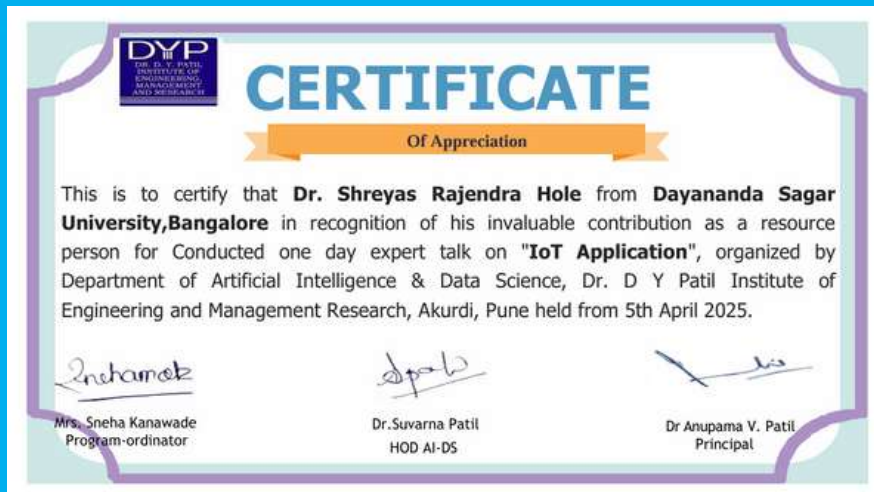 DYP
DR. D. Y. PATIL
INSTITUTE OF
ENGINEERING,
MANAGEMENT
AND RESEARCH
CERTIFICATE
Of Appreciation
This is to certify that Dr. Shreyas Rajendra Hole from Dayananda Sagar
University,Bangalore in recognition of his invaluable contribution as a resource
person for Conducted one day expert talk on "IoT Application", organized by
Department of Artificial Intelligence & Data Science, Dr. D Y Patil Institute of
Engineering and Management Research, Akurdi, Pune held from 5th April 2025.
Mrs. Sneha Kanawade
Program-ordinator
Dr.Suvarna Patil
HOD AI-DS
Dr Anupama V. Patil
Principal